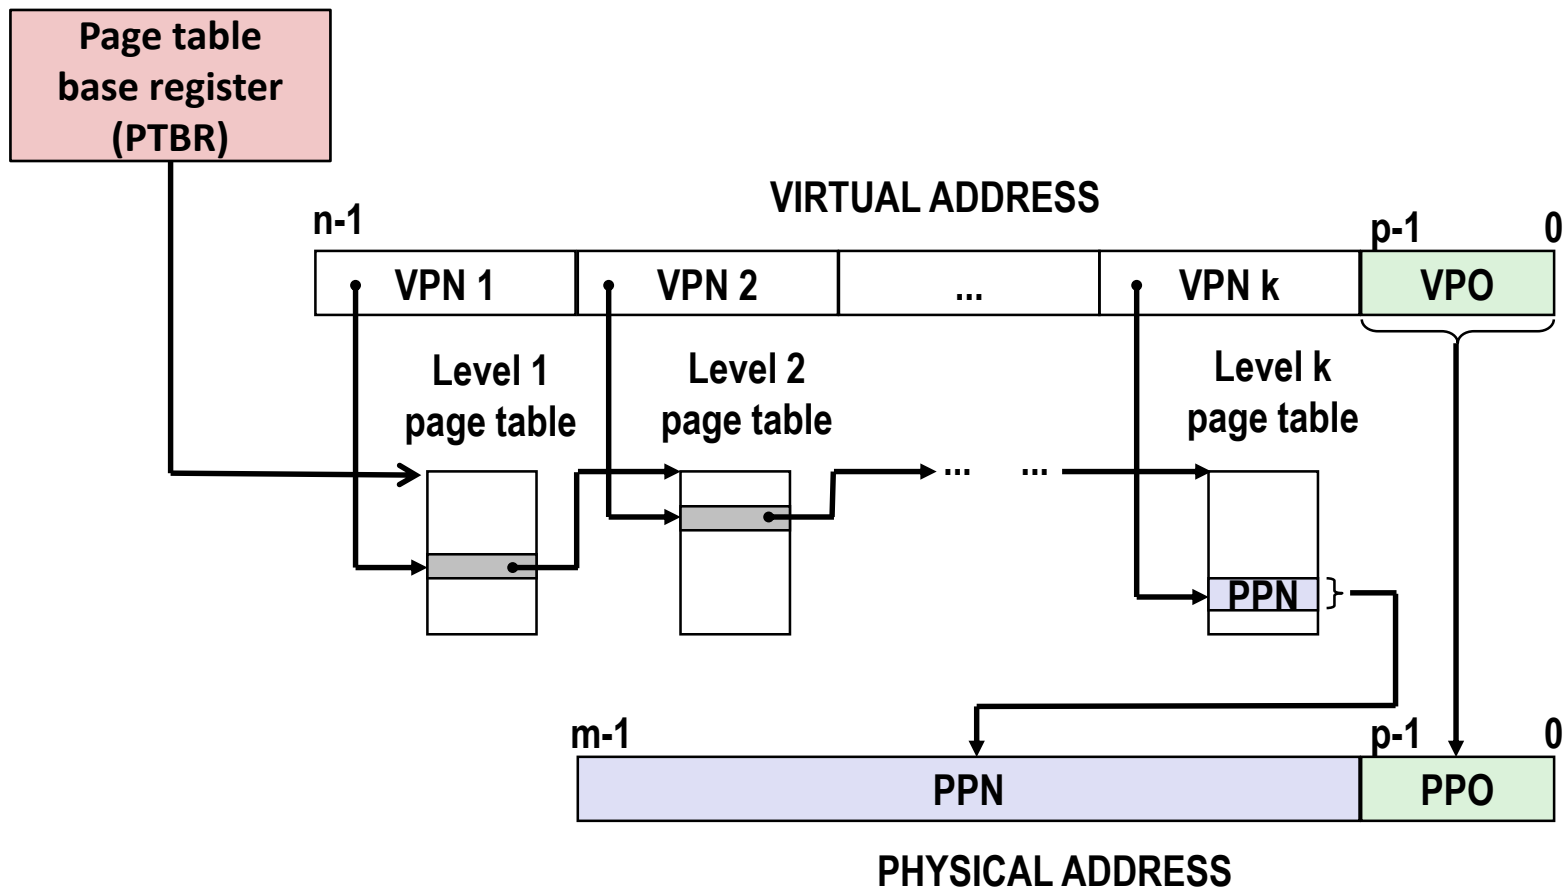 Page table
base register
(PTBR)
VIRTUAL ADDRESS
n-1
p-1
0
VPN 1
VPN 2
...
VPN k
VPO
Level 1
page table
Level 2
page table
Level k
page table
...
...
PPN
m-1
p-1
0
PPN
PPO
PHYSICAL ADDRESS